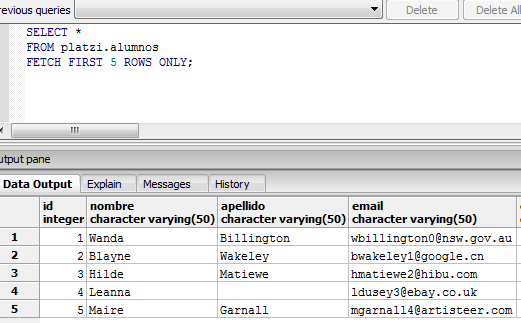 revious queries Delete Delete All
SELECT *
FROM platzi.alumnos
FETCH FIRST 5 ROWS ONLY;
utput pane
Data Output Explain Messages History
id nombre apellido email
integer character varying(50) character varying(50) character varying(50)
1 1 Wanda Billington wbillington0@nsw.gov.au
2 2 Blayne Wakeley bwakeley1@google.cn
3 3 Hilde Matiewe hmatiewe2@hibu.com
4 4 Leanna ldusey3@ebay.co.uk
5 5 Maire Garnall mgarnall4@artisteer.com